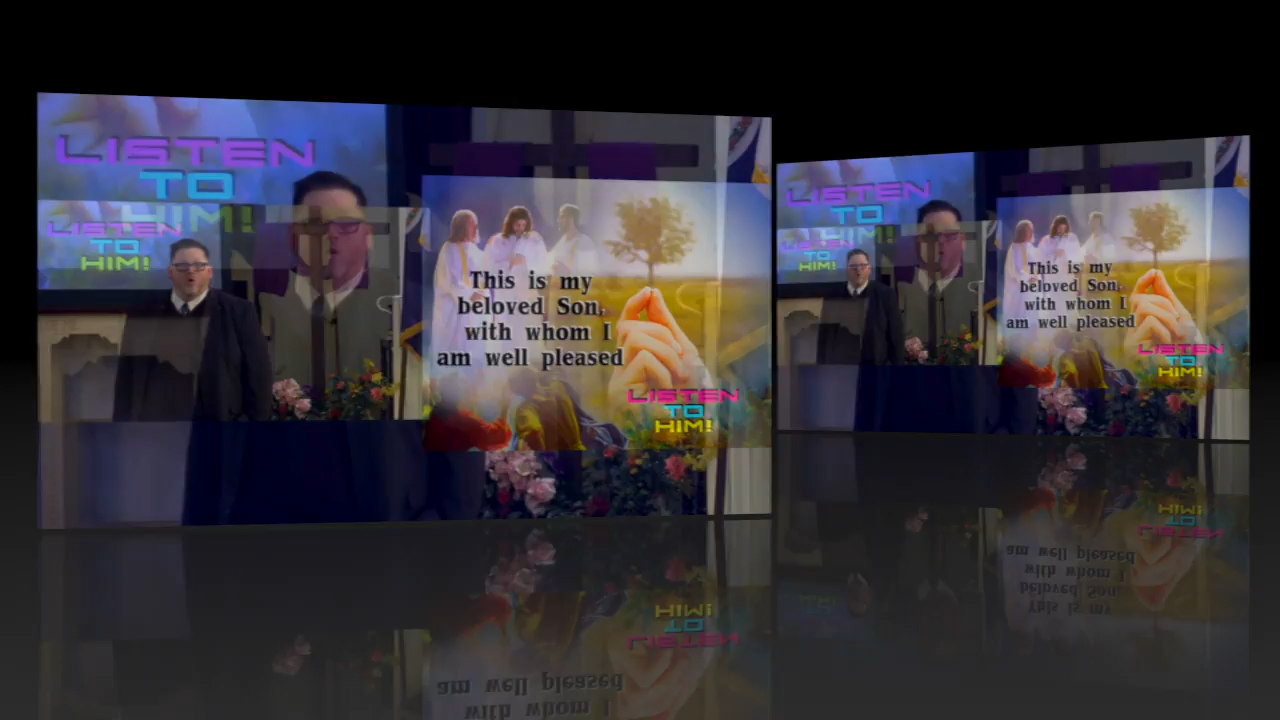 LISTEN
TO
HIM!
LISTEN
TO
HIM!
This is my
beloved Son,
with whom I
am well pleased
LISTEN
TO
HIM!
LISTEN
TO
HIM!
LISTEN
TO
HIM!
This is my
beloved Son,
with whom I
am well pleased
LISTEN
TO
HIM!